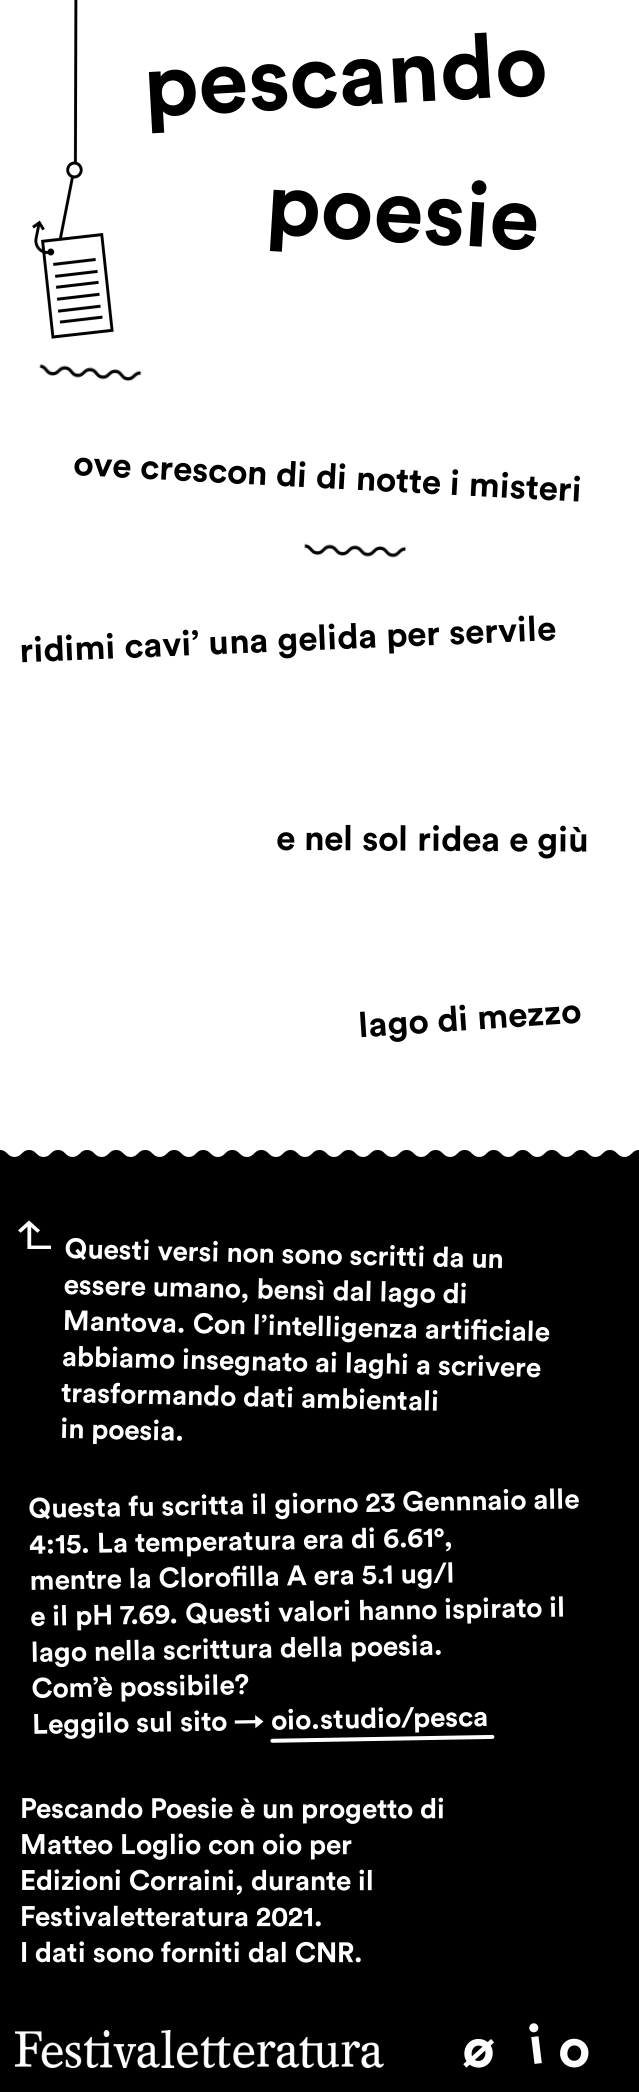 pescando
poesie
ove crescon di di notte i misteri
ridimi cavi’ una gelida per servile
e nel sol ridea e giù
lago di mezzo
Questi versi non sono scritti da un
essere umano, bensì dal lago di
Mantova. Con l’intelligenza artificiale
abbiamo insegnato ai laghi a scrivere
trasformando dati ambientali
in poesia.
Questa fu scritta il giorno 23 Gennnaio alle
4:15. La temperatura era di 6.61°,
mentre la Clorofilla A era 5.1 ug/l
e il pH 7.69. Questi valori hanno ispirato il
lago nella scrittura della poesia.
Com’è possibile?
Leggilo sul sito → oio.studio/pesca
Pescando Poesie è un progetto di
Matteo Loglio con oio per
Edizioni Corraini, durante il
Festivaletteratura 2021.
I dati sono forniti dal CNR.
Festivaletteratura ø i o